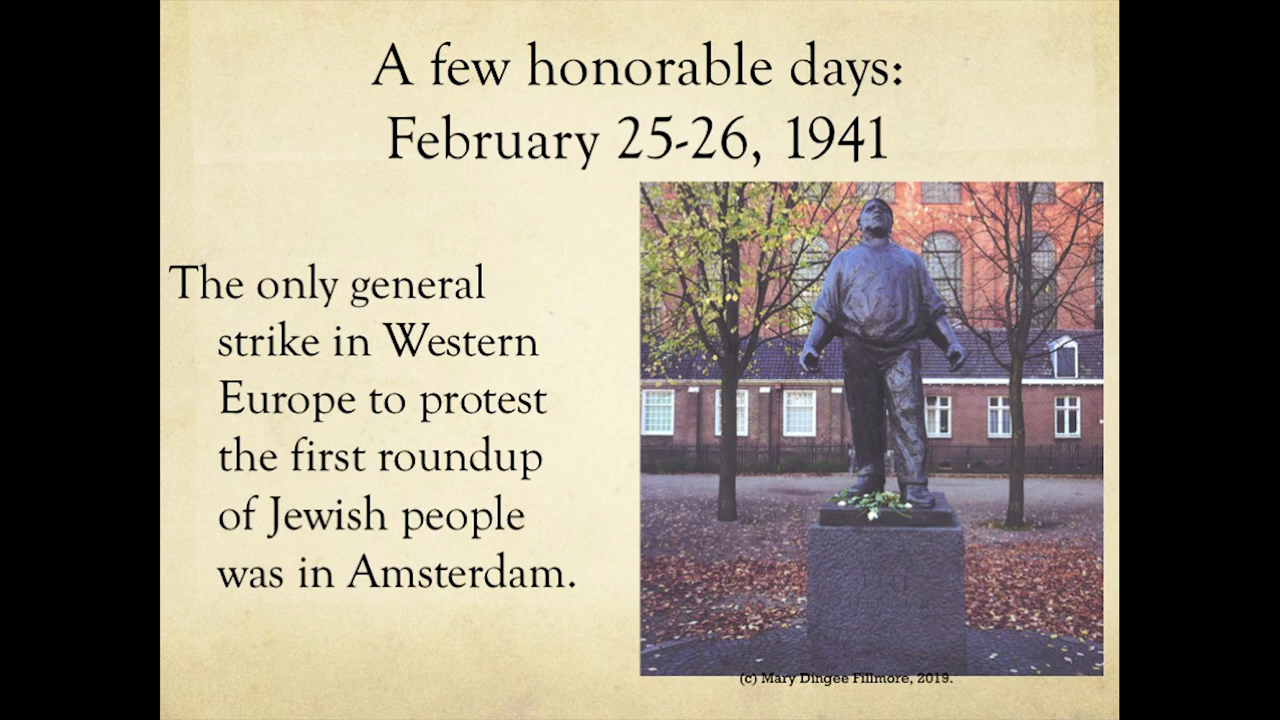 A few honorable days:
February 25-26, 1941
The only general
strike in Western
Europe to protest
the first roundup
of Jewish people
was in Amsterdam.
(c) Mary Dingee Fillmore, 2019.